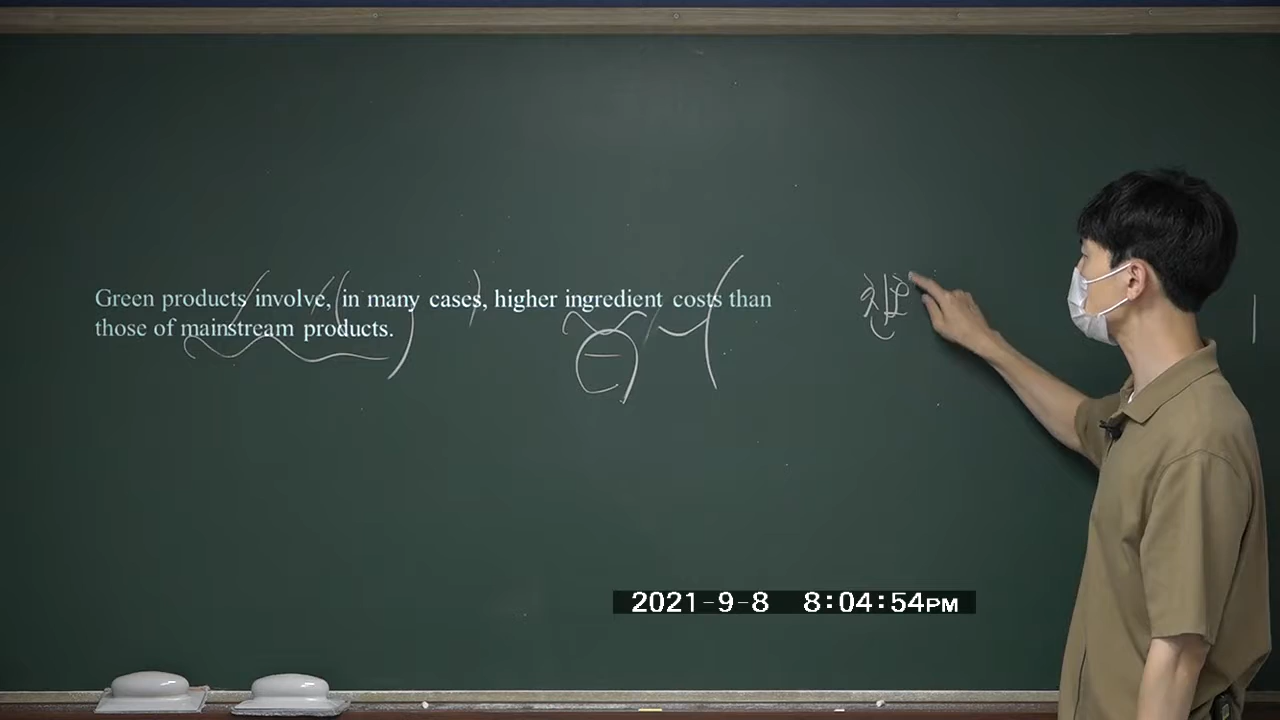 Green products involve, in many cases, higher ingredient costs than
those of mainstream products.
2021-9-8 8:04:54PM